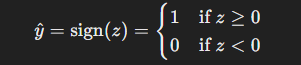 ŷ = sign(z) = { 1 if z ≥ 0
0 if z < 0